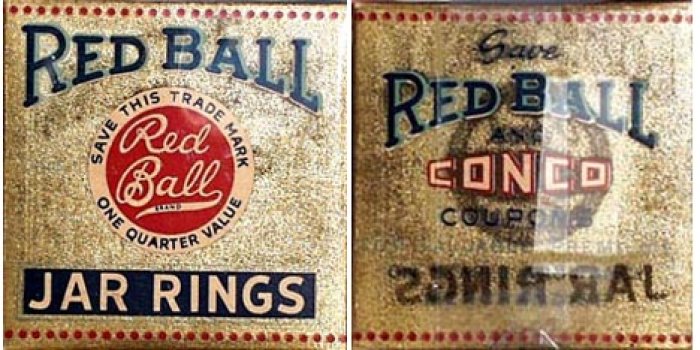 RED BALL
SAVE THIS TRADE MARK
Red
Ball
BRAND
ONE QUARTER VALUE
JAR RINGS
Save
RED BALL
AND
CONCO
COUPONS
JAR RINGS